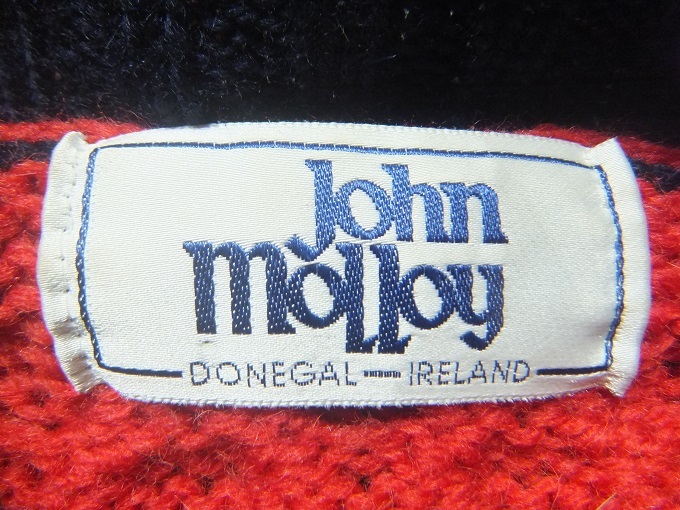 John
Molloy
DONEGAL — IRELAND